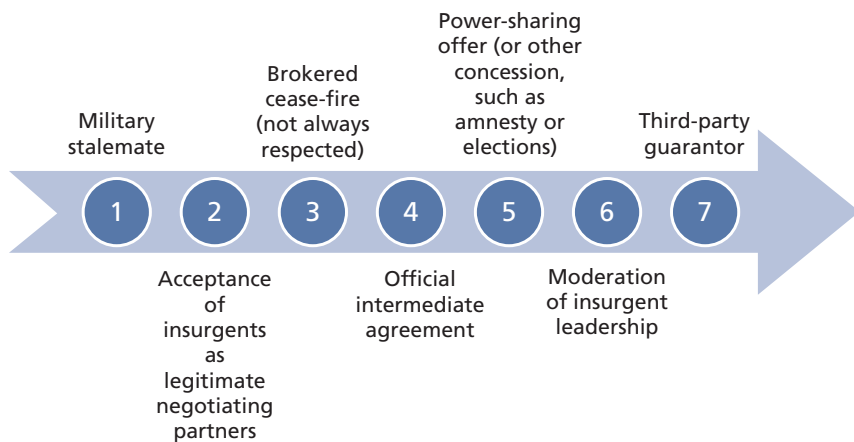 Military
stalemate
1
Acceptance
of
insurgents
as
legitimate
negotiating
partners
2
Brokered
cease-fire
(not always
respected)
3
Official
intermediate
agreement
4
Power-sharing
offer (or other
concession,
such as
amnesty or
elections)
5
Moderation
of insurgent
leadership
6
Third-party
guarantor
7